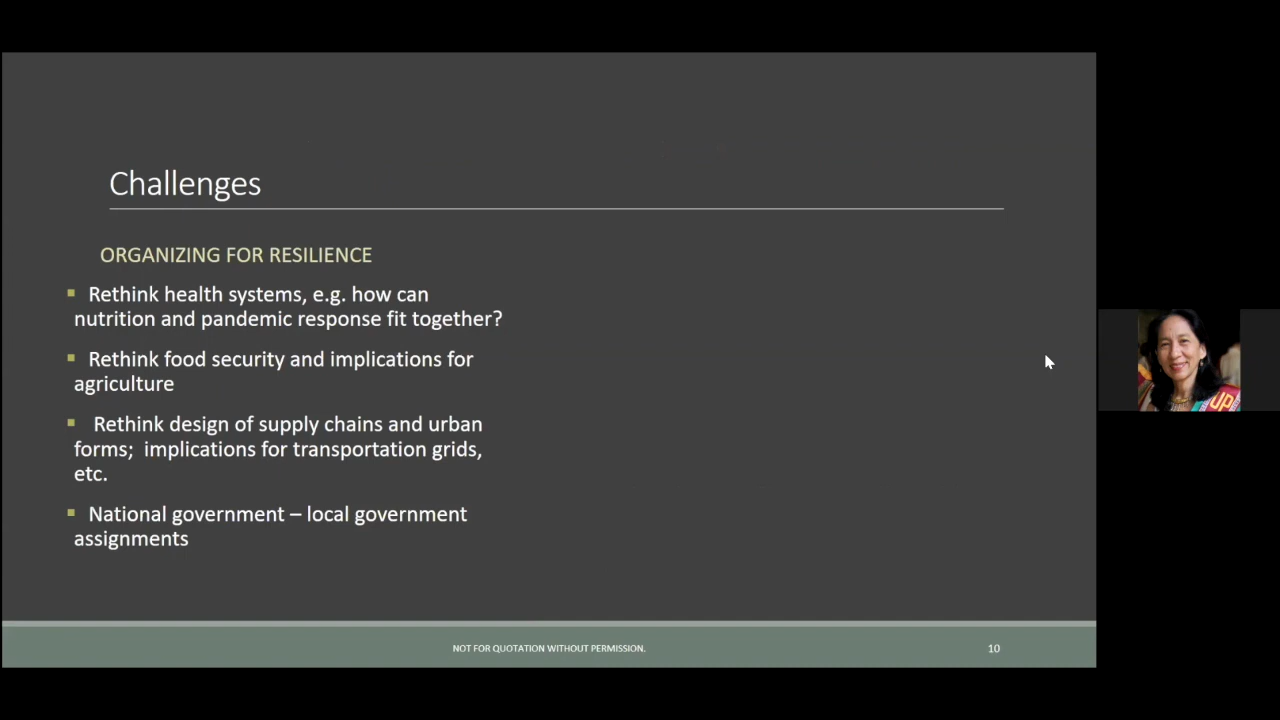 Challenges
ORGANIZING FOR RESILIENCE
Rethink health systems, e.g. how can
nutrition and pandemic response fit together?
Rethink food security and implications for
agriculture
Rethink design of supply chains and urban
forms; implications for transportation grids,
etc.
National government – local government
assignments
UP
NOT FOR QUOTATION WITHOUT PERMISSION.
10